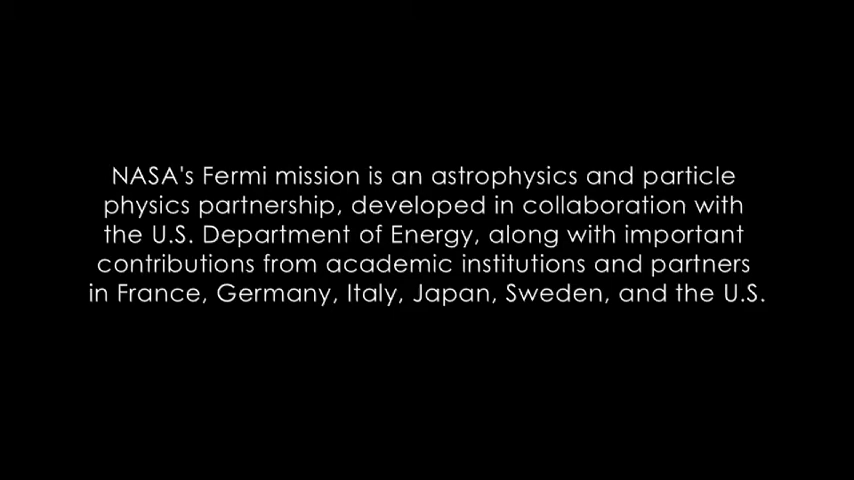 NASA's Fermi mission is an astrophysics and particle
physics partnership, developed in collaboration with
the U.S. Department of Energy, along with important
contributions from academic institutions and partners
in France, Germany, Italy, Japan, Sweden, and the U.S.